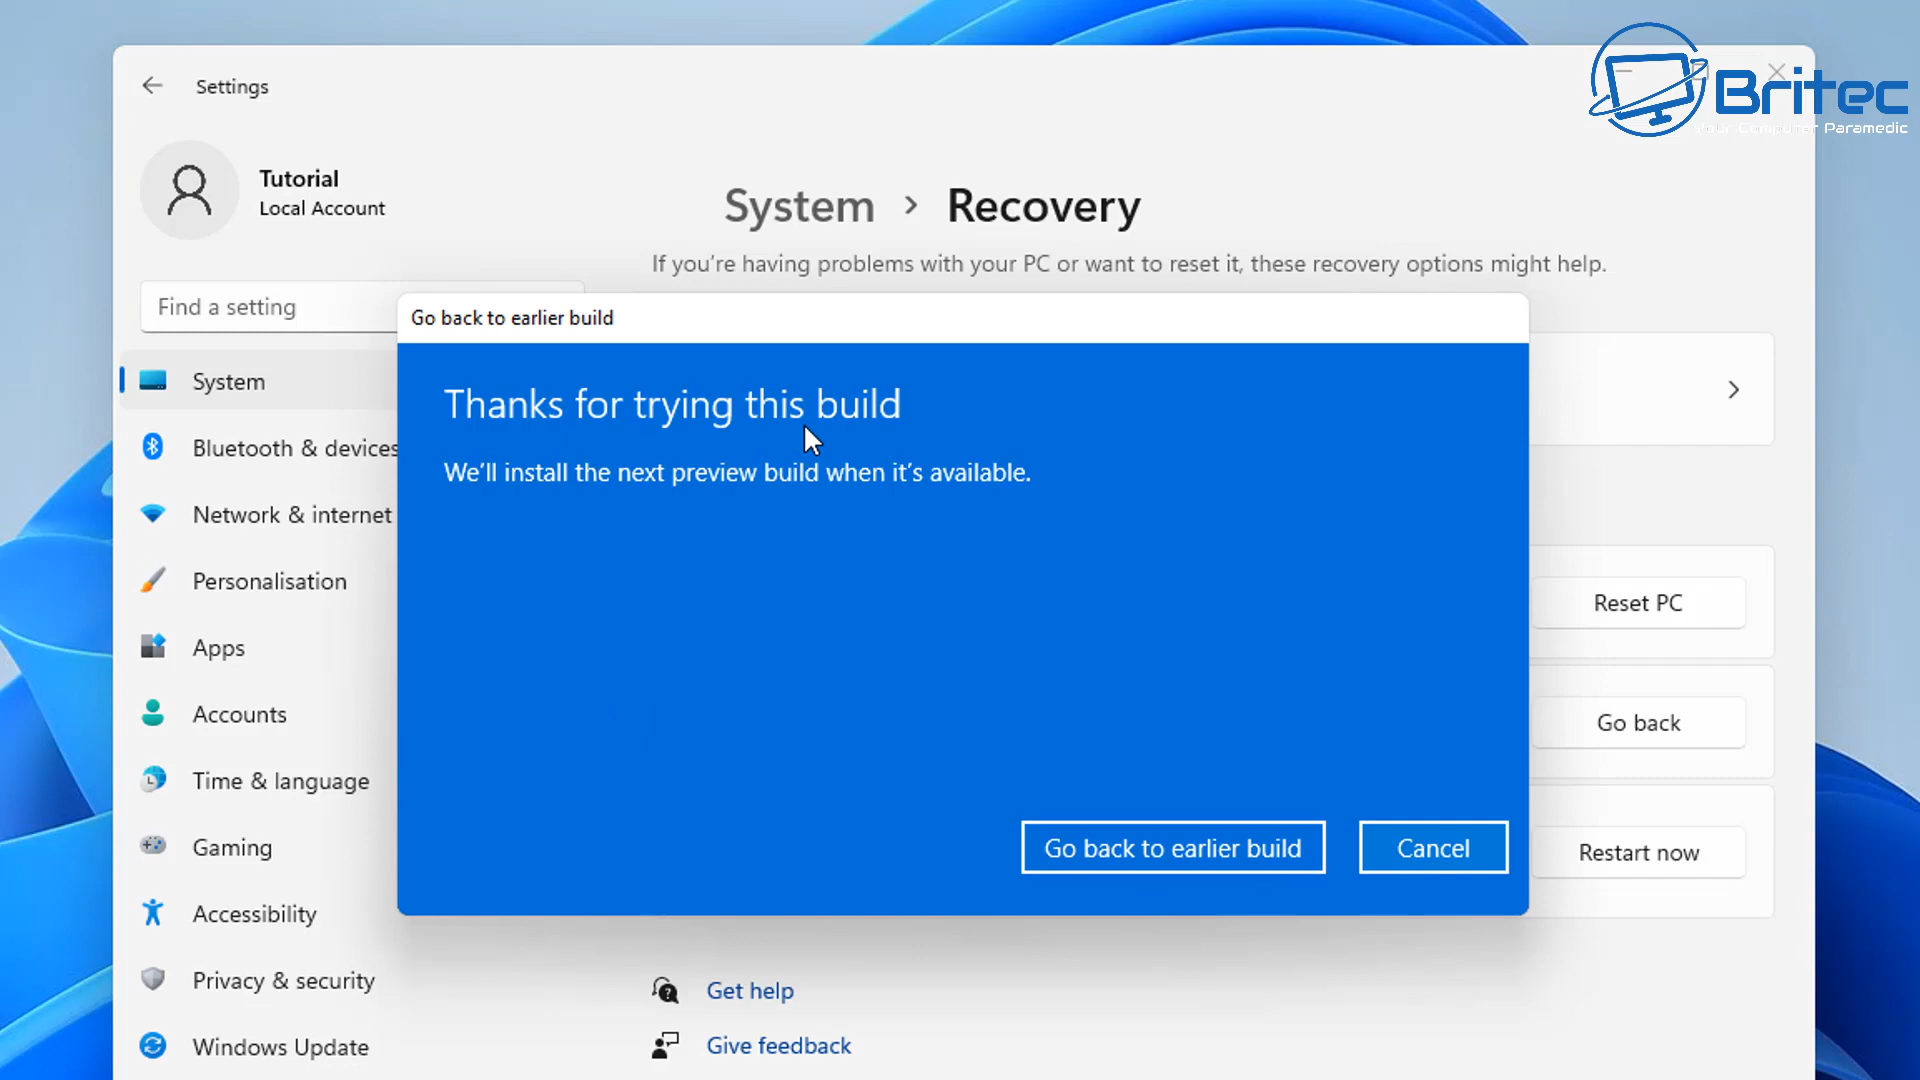 Settings
Britec
Your Computer Paramedic
Tutorial
Local Account
System > Recovery
If you’re having problems with your PC or want to reset it, these recovery options might help.
Find a setting
Go back to earlier build
Thanks for trying this build
We’ll install the next preview build when it’s available.
Go back to earlier build
Cancel
System
Bluetooth & devices
Network & internet
Personalisation
Apps
Accounts
Time & language
Gaming
Accessibility
Privacy & security
Windows Update
Reset PC
Go back
Restart now
Get help
Give feedback